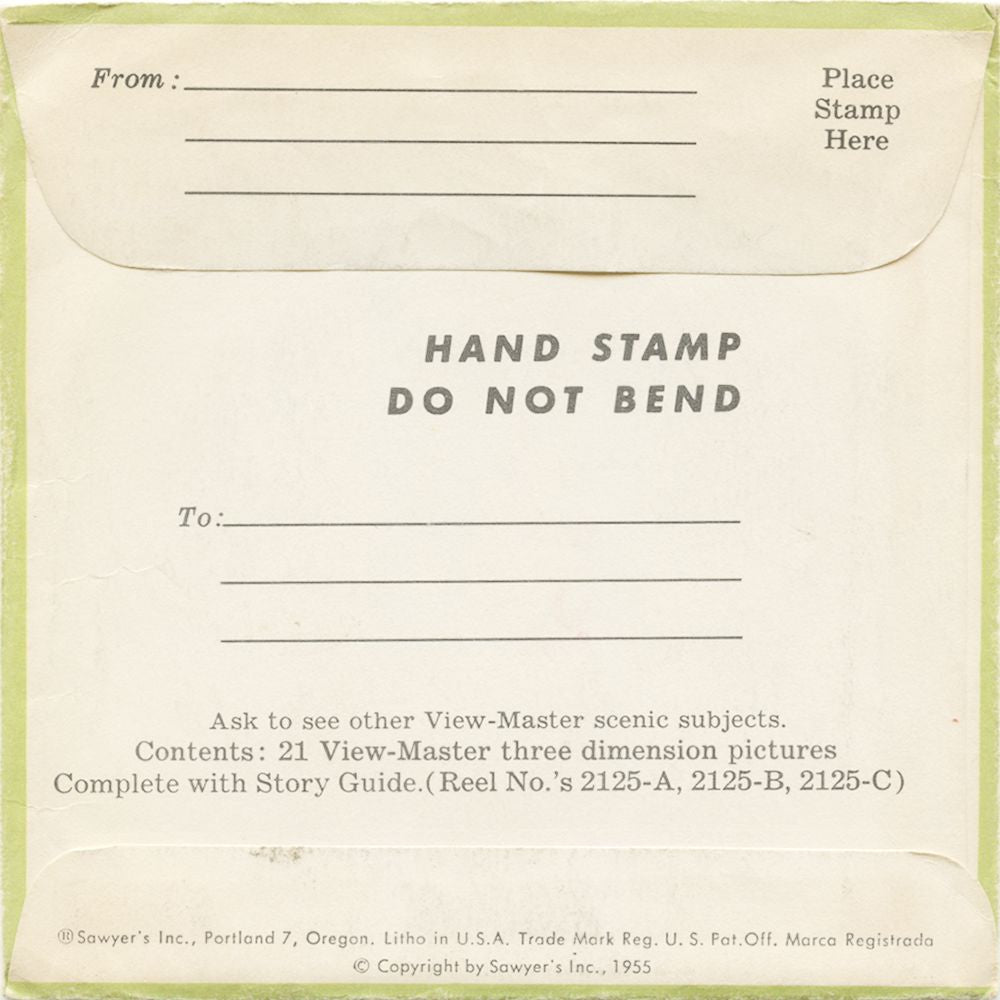 From :
Place
Stamp
Here
HAND STAMP
DO NOT BEND
To:
Ask to see other View-Master scenic subjects.
Contents: 21 View-Master three dimension pictures
Complete with Story Guide.(Reel No.'s 2125-A, 2125-B, 2125-C)
®Sawyer's Inc., Portland 7, Oregon. Litho in U.S.A. Trade Mark Reg. U. S. Pat.Off. Marca Registrada
© Copyright by Sawyer's Inc., 1955